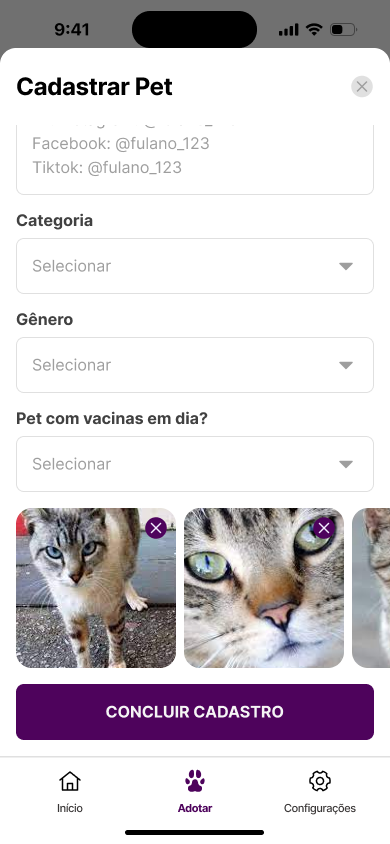 9:41
Cadastrar Pet
Facebook: @fulano_123
Tiktok: @fulano_123
Categoria
Selecionar
Gênero
Selecionar
Pet com vacinas em dia?
Selecionar
CONCLUIR CADASTRO
Início
Adotar
Configurações